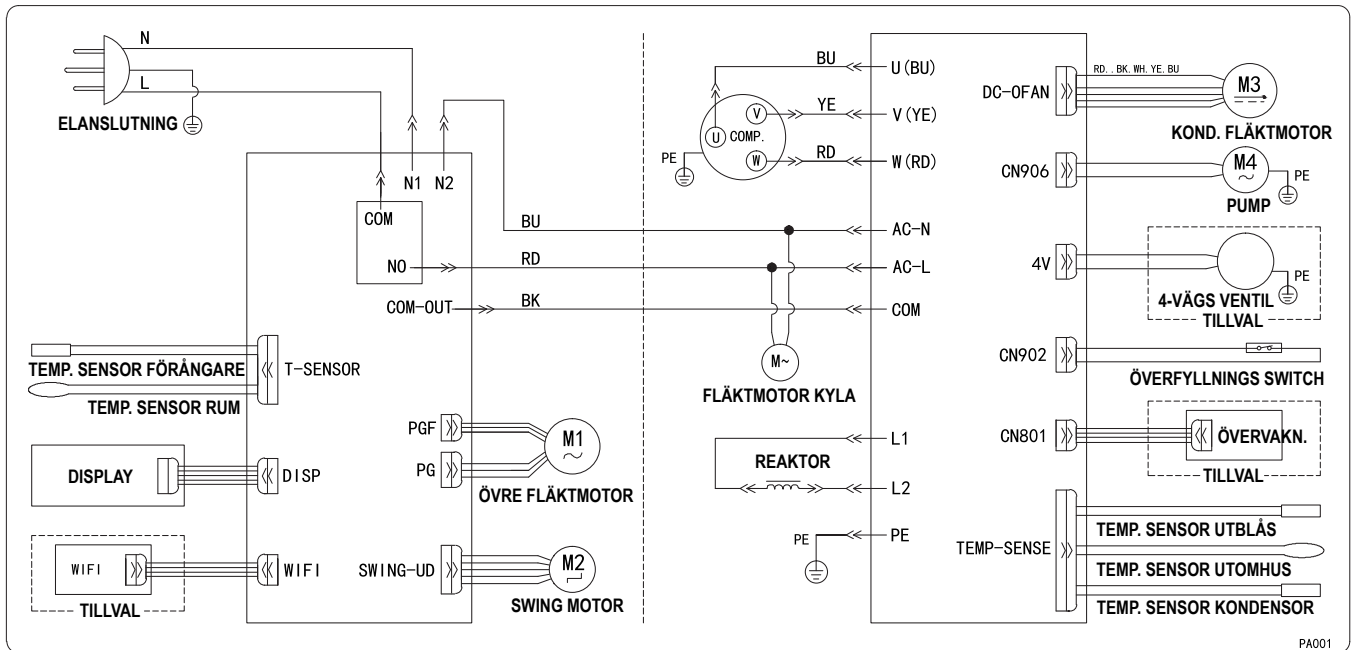 N
L
ELANSLUTNING
N1
N2
COM
NO
COM-OUT
BU
RD
BK
TEMP. SENSOR FÖRÅNGARE
T-SENSOR
TEMP. SENSOR RUM
DISPLAY
DISP
WIFI
WIFI
TILLVAL
PGF
PG
M1
~
ÖVRE FLÄKTMOTOR
SWING-UD
M2
SWING MOTOR
BU
U (BU)
V
YE
V (YE)
U
COMP.
W
RD
W (RD)
PE
AC-N
AC-L
COM
M~
FLÄKTMOTOR KYLA
L1
REAKTOR
L2
PE
PE
DC-OFAN
RD. . BK. WH. YE. BU
M3
KOND. FLÄKTMOTOR
CN906
M4
~
PE
PUMP
4V
PE
4-VÄGS VENTIL
TILLVAL
CN902
ÖVERFYLLNINGS SWITCH
CN801
ÖVERVAKN.
TILLVAL
TEMP-SENSE
TEMP. SENSOR UTBLÅS
TEMP. SENSOR UTOMHUS
TEMP. SENSOR KONDENSOR
PA001